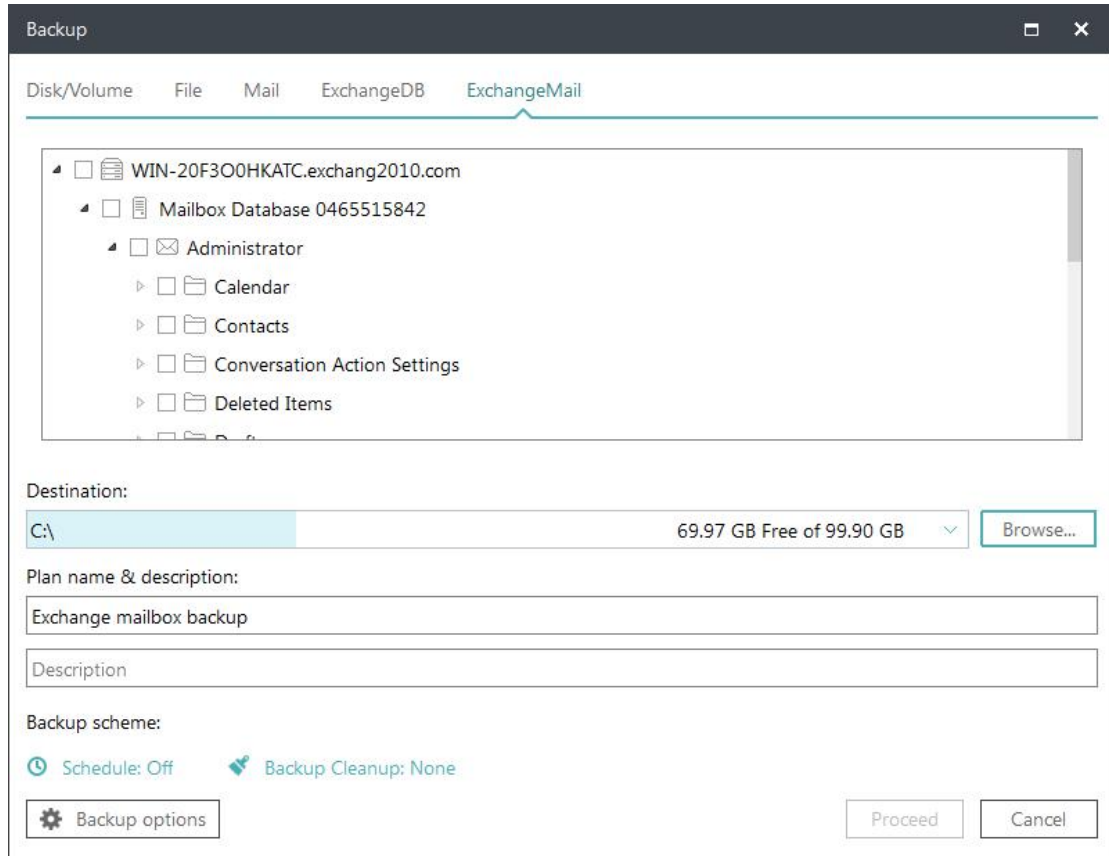 Backup
Disk/Volume File Mail ExchangeDB ExchangeMail
WIN-20F3O0HKATC.exchang2010.com
Mailbox Database 0465515842
Administrator
Calendar
Contacts
Conversation Action Settings
Deleted Items
Destination:
C:\ 69.97 GB Free of 99.90 GB Browse...
Plan name & description:
Exchange mailbox backup
Description
Backup scheme:
Schedule: Off Backup Cleanup: None
Backup options Proceed Cancel